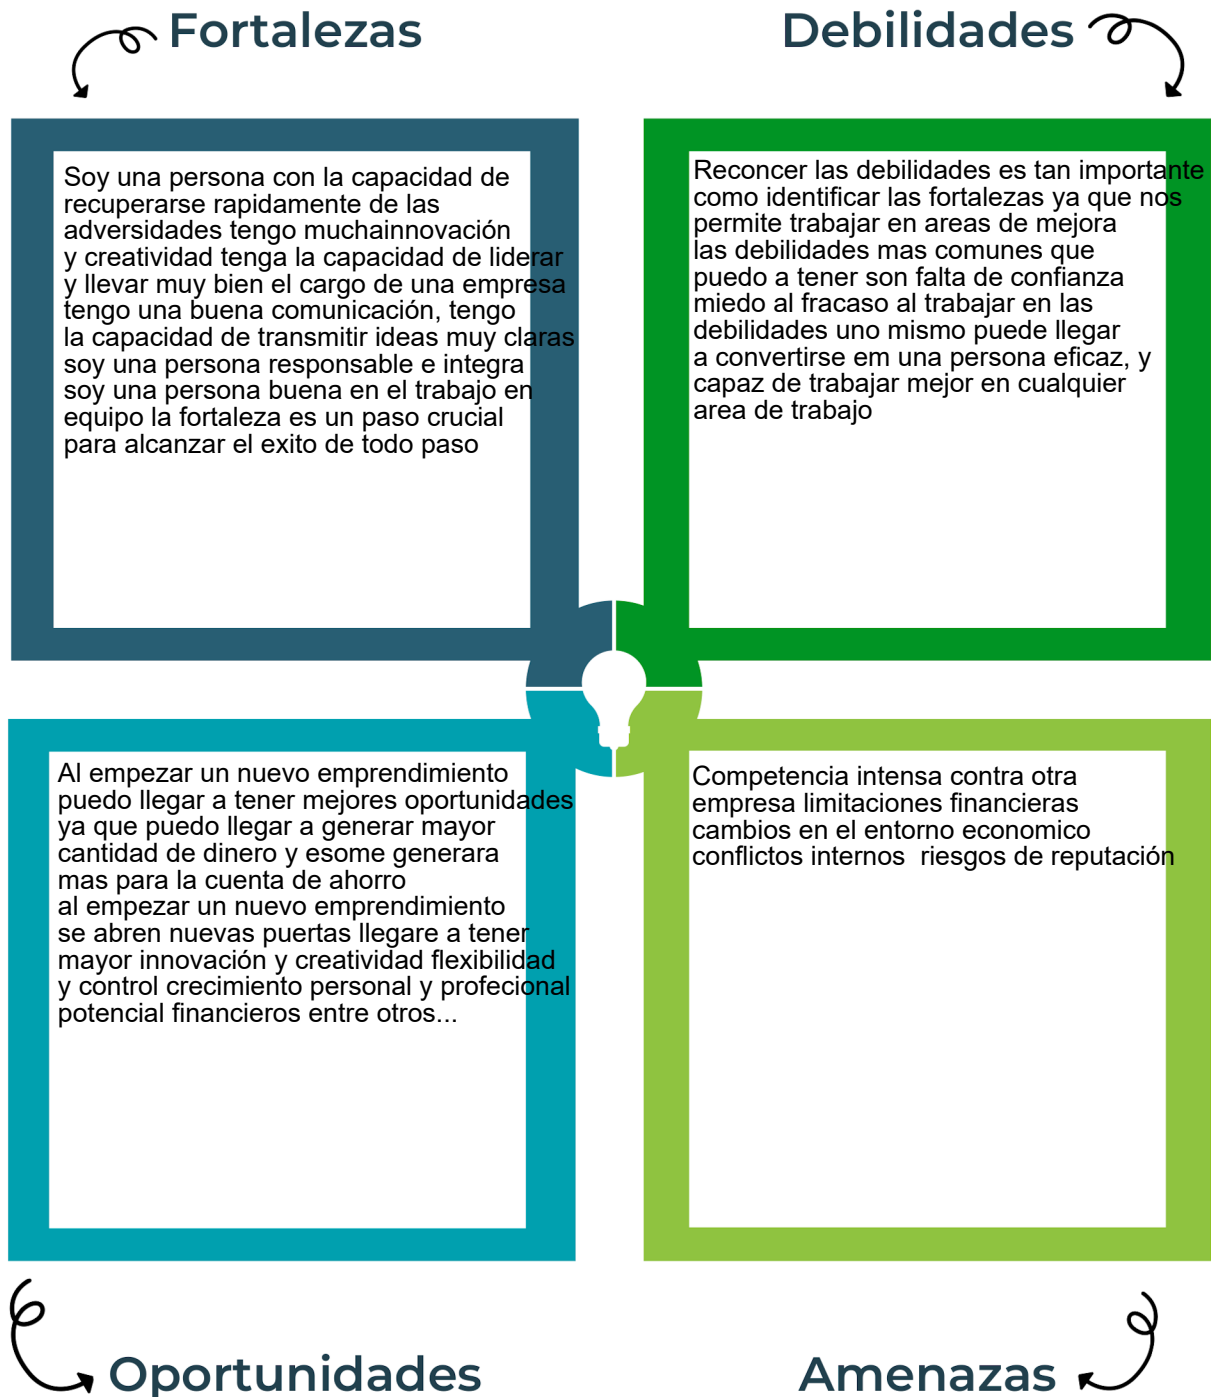 Fortalezas
Soy una persona con la capacidad de
recuperarse rapidamente de las
adversidades tengo muchainnovación
y creatividad tenga la capacidad de liderar
y llevar muy bien el cargo de una empresa
tengo una buena comunicación, tengo
la capacidad de transmitir ideas muy claras
soy una persona responsable e integra
soy una persona buena en el trabajo en
equipo la fortaleza es un paso crucial
para alcanzar el exito de todo paso
Debilidades
Reconcer las debilidades es tan importante
como identificar las fortalezas ya que nos
permite trabajar en areas de mejora
las debilidades mas comunes que
puedo a tener son falta de confianza
miedo al fracaso al trabajar en las
debilidades uno mismo puede llegar
a convertirse em una persona eficaz, y
capaz de trabajar mejor en cualquier
area de trabajo
Al empezar un nuevo emprendimiento
puedo llegar a tener mejores oportunidades
ya que puedo llegar a generar mayor
cantidad de dinero y esome generara
mas para la cuenta de ahorro
al empezar un nuevo emprendimiento
se abren nuevas puertas llegare a tener
mayor innovación y creatividad flexibilidad
y control crecimiento personal y profecional
potencial financieros entre otros...
Oportunidades
Competencia intensa contra otra
empresa limitaciones financieras
cambios en el entorno economico
conflictos internos  riesgos de reputación
Amenazas